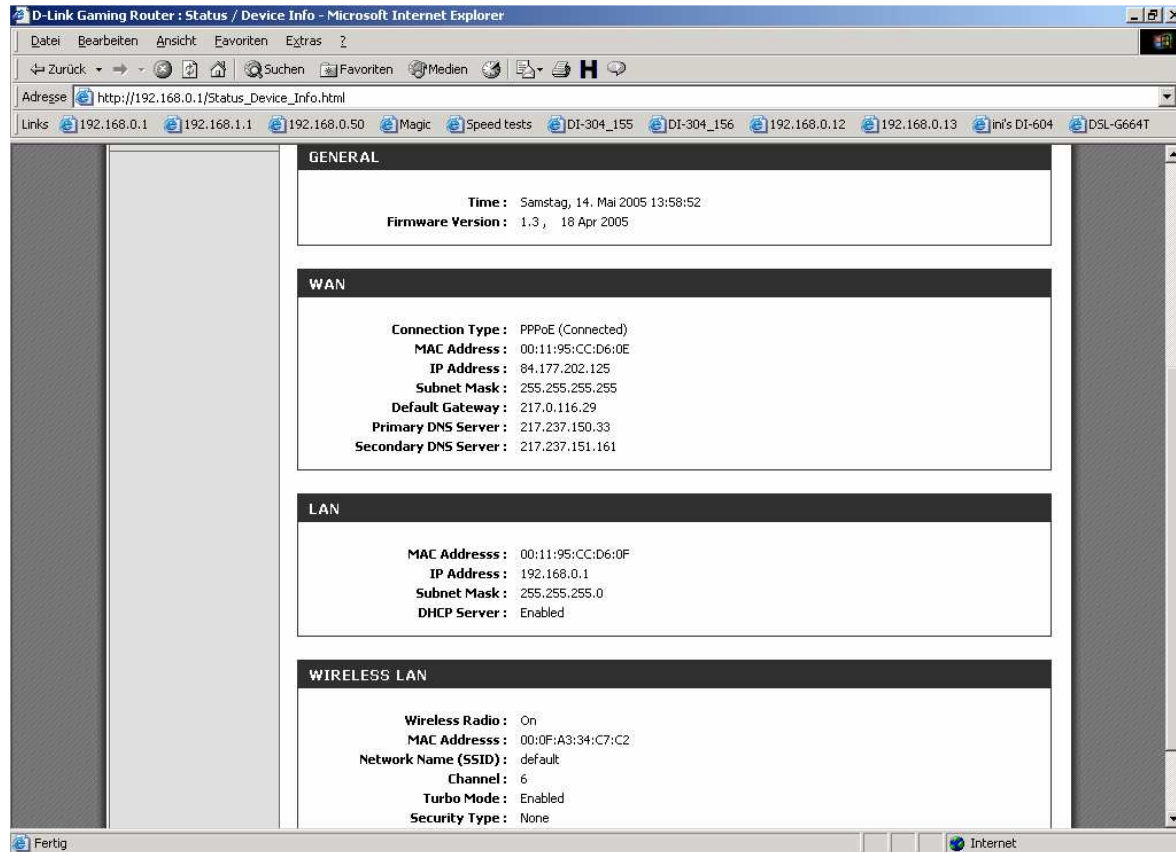 D-Link Gaming Router : Status / Device Info - Microsoft Internet Explorer
Datei Bearbeiten Ansicht Favoriten Extras ?
Zurück Suchen Favoriten Medien
Adresse http://192.168.0.1/Status_Device_Info.html
Links 192.168.0.1 192.168.1.1 192.168.0.50 Magic Speed tests DI-304_155 DI-304_156 192.168.0.12 192.168.0.13 ini's DI-604 DSL-G664T
GENERAL
Time : Samstag, 14. Mai 2005 13:58:52
Firmware Version : 1.3 , 18 Apr 2005
WAN
Connection Type : PPPoE (Connected)
MAC Address : 00:11:95:CC:D6:0E
IP Address : 84.177.202.125
Subnet Mask : 255.255.255.255
Default Gateway : 217.0.116.29
Primary DNS Server : 217.237.150.33
Secondary DNS Server : 217.237.151.161
LAN
MAC Addresss : 00:11:95:CC:D6:0F
IP Address : 192.168.0.1
Subnet Mask : 255.255.255.0
DHCP Server : Enabled
WIRELESS LAN
Wireless Radio : On
MAC Addresss : 00:0F:A3:34:C7:C2
Network Name (SSID) : default
Channel : 6
Turbo Mode : Enabled
Security Type : None
Fertig Internet